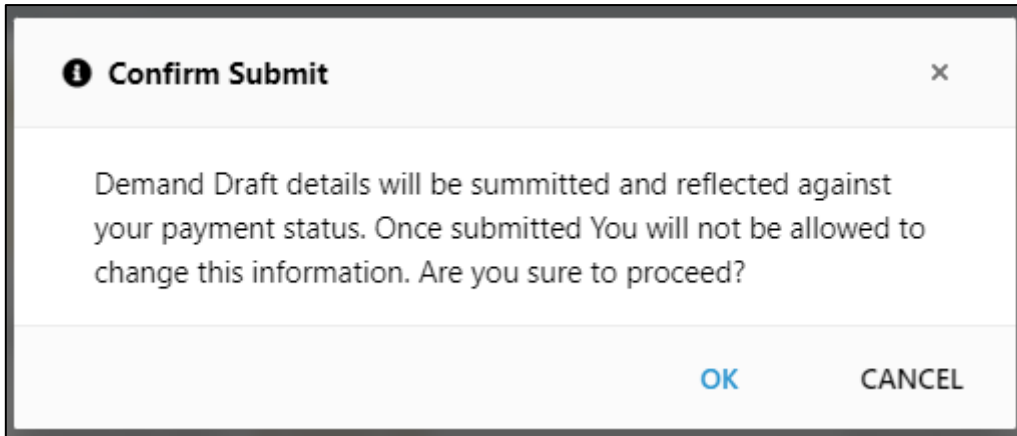 Confirm Submit
Demand Draft details will be summitted and reflected against
your payment status. Once submitted You will not be allowed to
change this information. Are you sure to proceed?
OK CANCEL